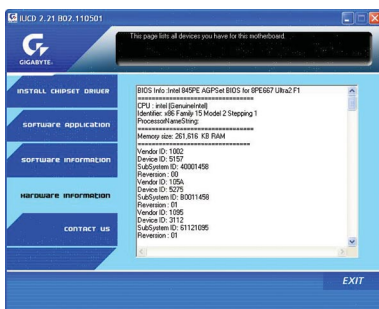 IUCD 2.21 B02.110501
This page lists all devices you have for this motherboard.
GIGABYTE
INSTALL CHIPSET DRIVER
SOFTWARE APPLICATION
SOFTWARE INFORMATION
HARDWARE INFORMATION
CONTACT US
BIOS Info :Intel 845PE AGPSet BIOS for 8PE667 Ultra2 F1
==================================
CPU : intel (GenuineIntel)
Identifier: x86 Family 15 Model 2 Stepping 1
ProcessorNameString:
==================================
Memory size: 261,616 KB RAM
==================================
Vendor ID: 1002
Device ID: 5157
SubSystem ID: 40001458
Reversion : 00
Vendor ID: 105A
Device ID: 5275
SubSystem ID: B0011458
Reversion : 01
Vendor ID: 1095
Device ID: 3112
SubSystem ID: 61121095
Reversion : 01
EXIT